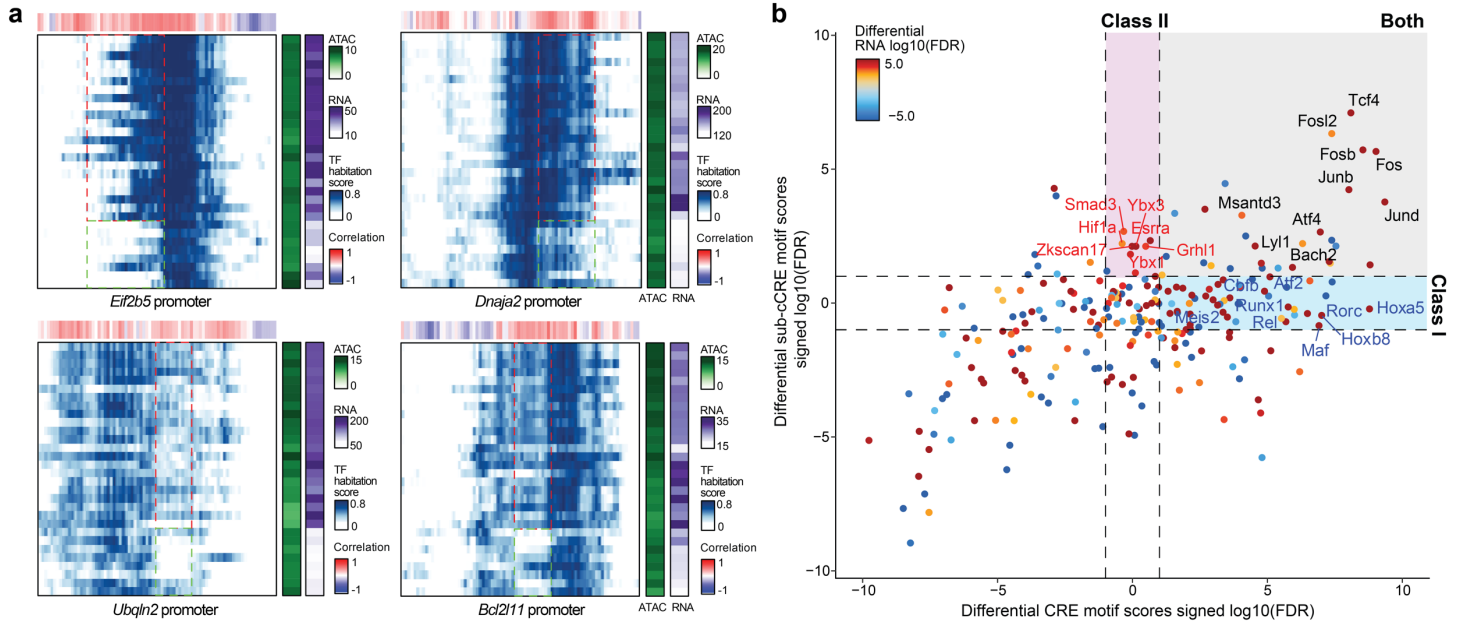 a
ATAC
10
0
RNA
50
10
TF
habitation
score
0.8
0
Correlation
1
-1
Eif2b5 promoter
ATAC
20
0
RNA
200
120
TF
habitation
score
0.8
0
Correlation
1
-1
Dnaja2 promoter
ATAC RNA
ATAC
15
0
RNA
200
50
TF
habitation
score
0.8
0
Correlation
1
-1
Ubqln2 promoter
ATAC
15
0
RNA
35
15
TF
habitation
score
0.8
0
Correlation
1
-1
Bcl2l11 promoter
ATAC RNA
b
Class II
Both
Class I
Differential
RNA log10(FDR)
5.0
−5.0
Tcf4
Fosl2
Fosb
Fos
Junb
Jund
Msantd3
Atf4
Lyl1
Bach2
Smad3
Ybx3
Hif1a
Esrra
Zkscan17
Grhl1
Ybx1
Cbfb
Atf2
Runx1
Meis2
Rel
Rorc
Hoxa5
Hoxb8
Maf
10
5
0
−5
−10
−10
−5
0
5
10
Differential sub-CRE motif scores
signed log10(FDR)
Differential CRE motif scores signed log10(FDR)